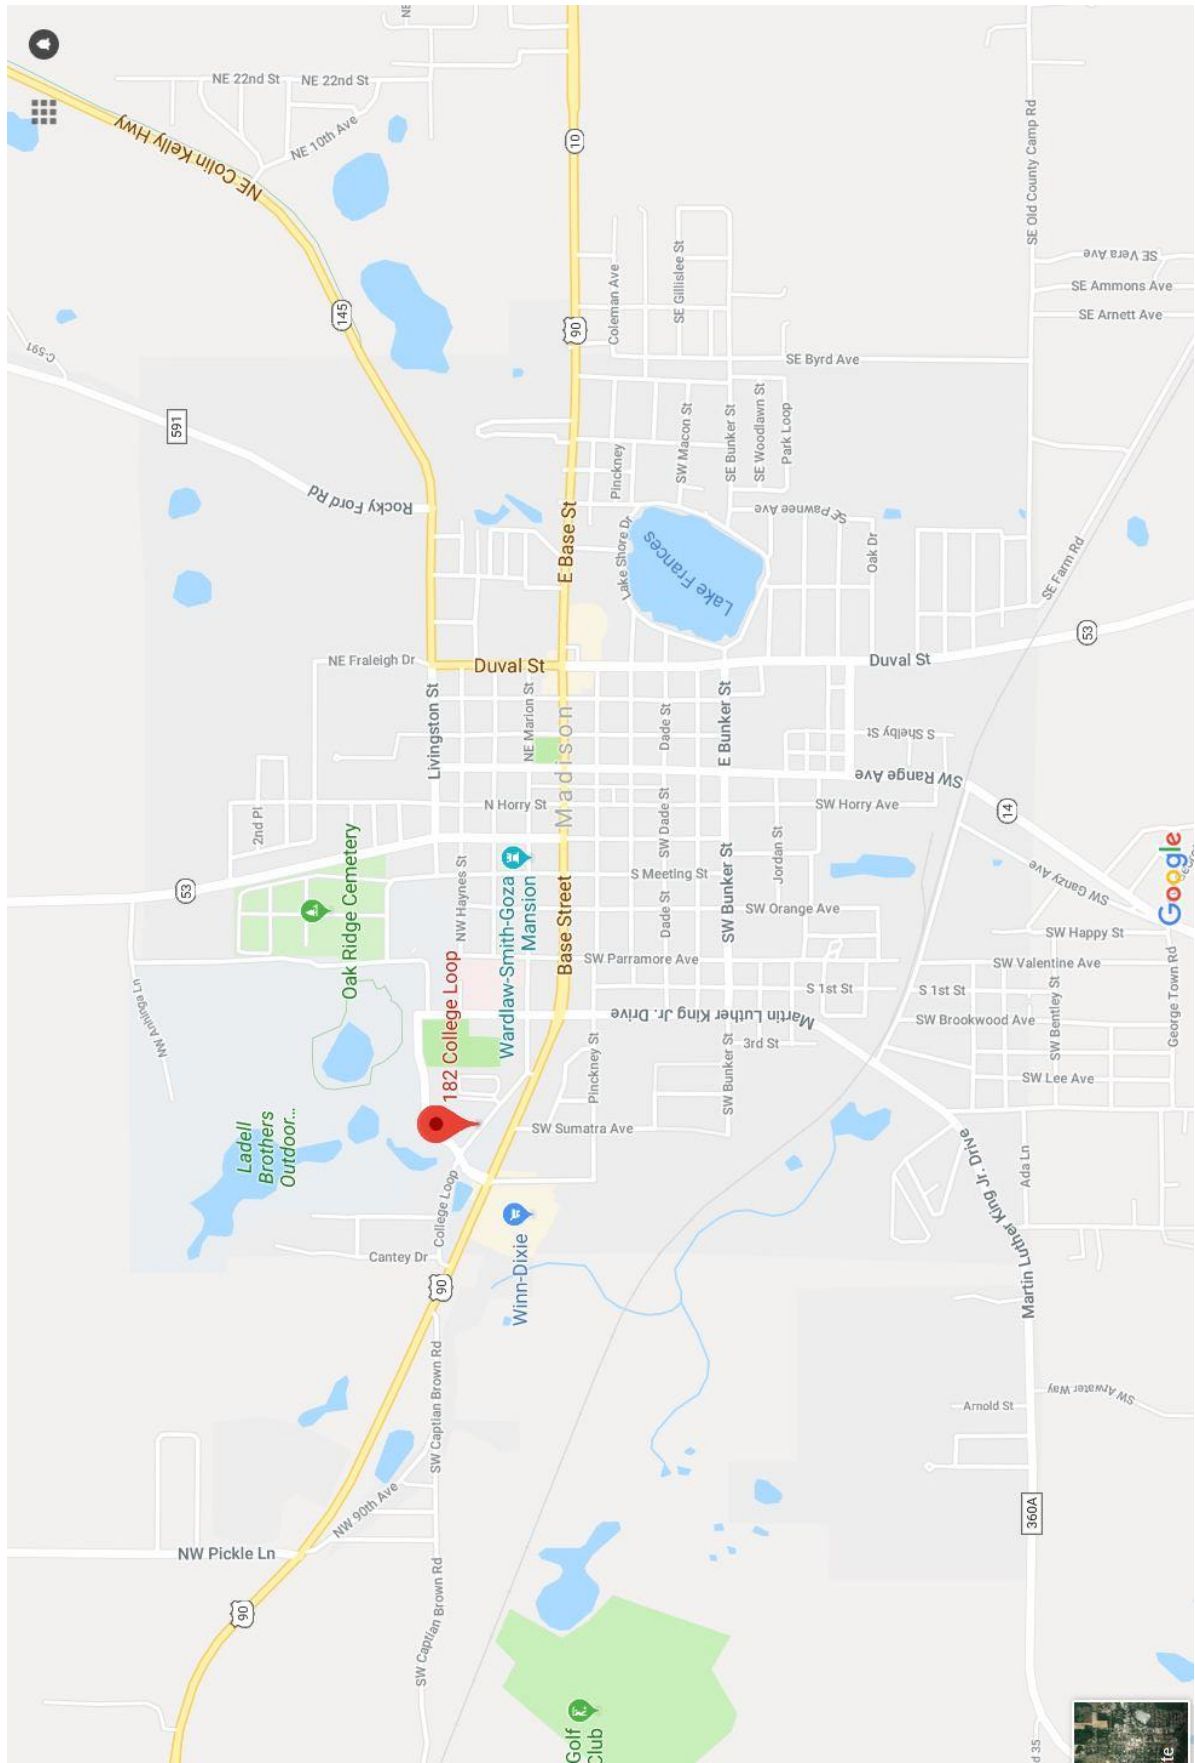 NW Pickle Ln
90
SW Captian Brown Rd
NW 90th Ave
SW Captian Brown Rd
90
Cantey Dr
College Loop
Ladell
Brothers
Outdoor...
NW Anhinga Ln
53
Oak Ridge Cemetery
2nd Pl
182 College Loop
NW Haynes St
Wardlaw-Smith-Goza
Mansion
Winn-Dixie
N Horry St
Livingston St
NE Marion St
NE Fraleigh Dr
Duval St
Rocky Ford Rd
591
C-591
145
NE Colin Kelly Hwy
NE 10th Ave
NE 22nd St
NE 22nd St
NE
Base Street
Madison
E Base St
90
10
Golf
Club
SW Sumatra Ave
Pinckney St
SW Parramore Ave
Martin Luther King Jr. Drive
S Meeting St
Dade St
SW Dade St
Dade St
Lake Shore Dr
Lake Frances
Pinckney
Coleman Ave
SW Macon St
SE Gillislee St
SW Bunker St
SW Bunker St
E Bunker St
SE Bunker St
SE Woodlawn St
Park Loop
SE Byrd Ave
3rd St
SW Orange Ave
Jordan St
SW Horry Ave
S 1st St
SE Pawnee Ave
Oak Dr
SW Range Ave
S Shelby St
Duval St
53
SE Farm Rd
SE Old County Camp Rd
SE Vera Ave
SE Ammons Ave
SE Arnett Ave
S 1st St
SW Brookwood Ave
SW Valentine Ave
SW Happy St
SW Ganzy Ave
14
SW Lee Ave
SW Bentley St
George Town Rd
Martin Luther King Jr. Drive
Ada Ln
Martin Luther King Jr. Drive
Arnold St
SW Atwater Way
360A
d 35
te
Google